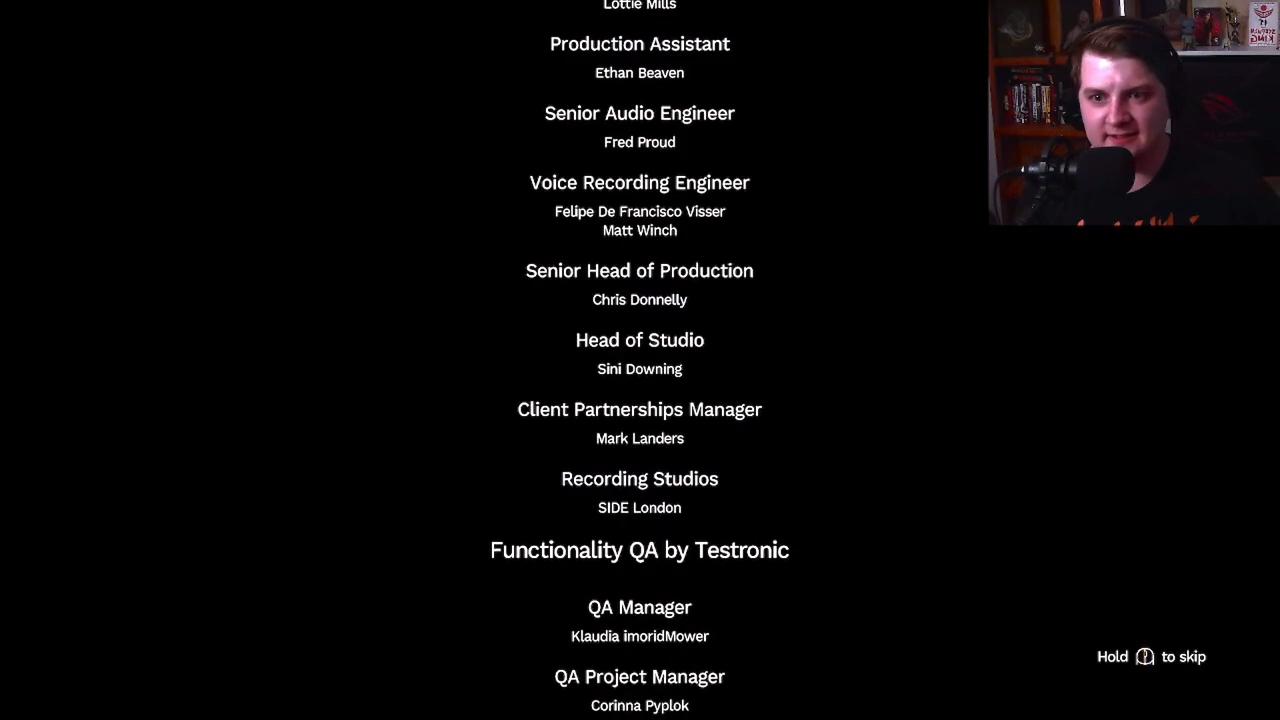 Lottie Mills
Production Assistant
Ethan Beaven
Senior Audio Engineer
Fred Proud
Voice Recording Engineer
Felipe De Francisco Visser
Matt Winch
Senior Head of Production
Chris Donnelly
Head of Studio
Sini Downing
Client Partnerships Manager
Mark Landers
Recording Studios
SIDE London
Functionality QA by Testronic
QA Manager
Klaudia imoridMower
QA Project Manager
Corinna Pyplok
Hold to skip